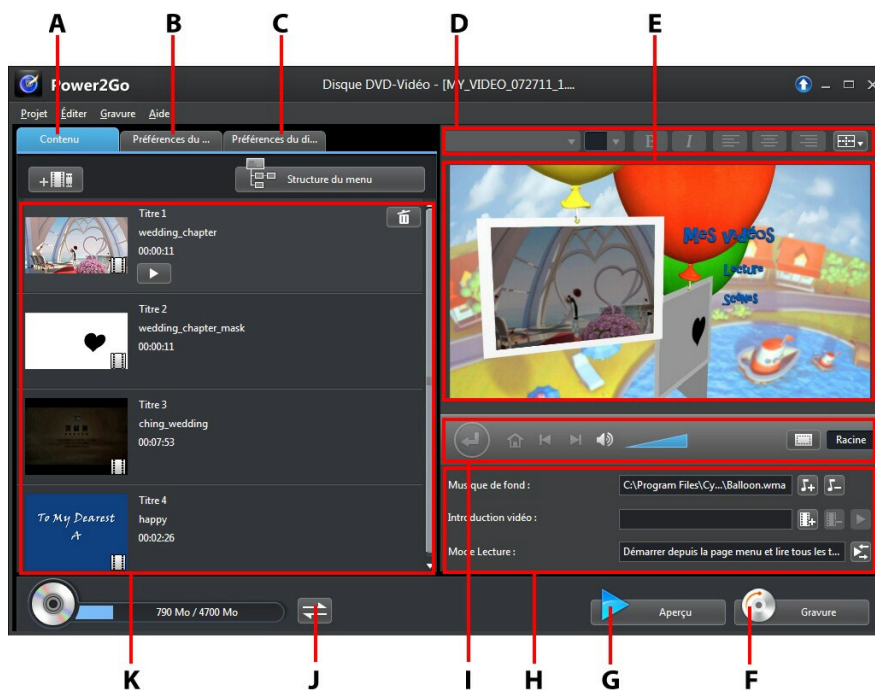 A B C D E
Power2Go
Disque DVD-Vidéo - [MY_VIDEO_072711_1....
Projet Éditer Gravure Aide
Contenu
Préférences du ...
Préférences du di...
B I
Structure du menu
Titre 1
wedding_chapter
00:00:11
Titre 2
wedding_chapter_mask
00:00:11
Titre 3
ching_wedding
00:07:53
Titre 4
happy
00:02:26
To My Dearest
A
Mes vidéos
Lecture
Scènes
Racine
Musique de fond :
C:\Program Files\Cy...\Balloon.wma
Introduction vidéo :
Mode Lecture :
Démarrer depuis la page menu et lire tous les t...
790 Mo / 4700 Mo
Aperçu
Gravure
K J I H G F